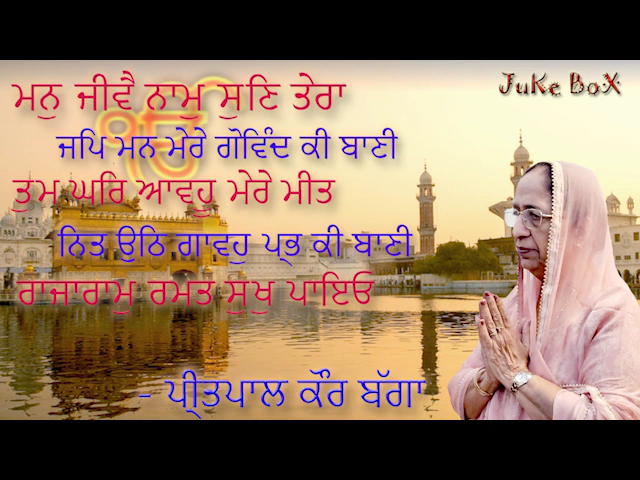 JuKe BoX
ਮਨੁ ਜੀਵੈ ਨਾਮੁ ਸੁਣਿ ਤੇਰਾ
ਜਪਿ ਮਨ ਮੇਰੇ ਗੋਵਿੰਦ ਕੀ ਬਾਣੀ
ਤੁਮ ਘਰਿ ਆਵਹੁ ਮੇਰੇ ਮੀਤ
ਨਿਤ ਉਠਿ ਗਾਵਹੁ ਪ੍ਰਭ ਕੀ ਬਾਣੀ
ਰਾਜਾਰਾਮੁ ਰਮਤ ਸੁਖੁ ਪਾਇਓ
- ਪ੍ਰੀਤਪਾਲ ਕੌਰ ਬੱਗਾ
ੴ